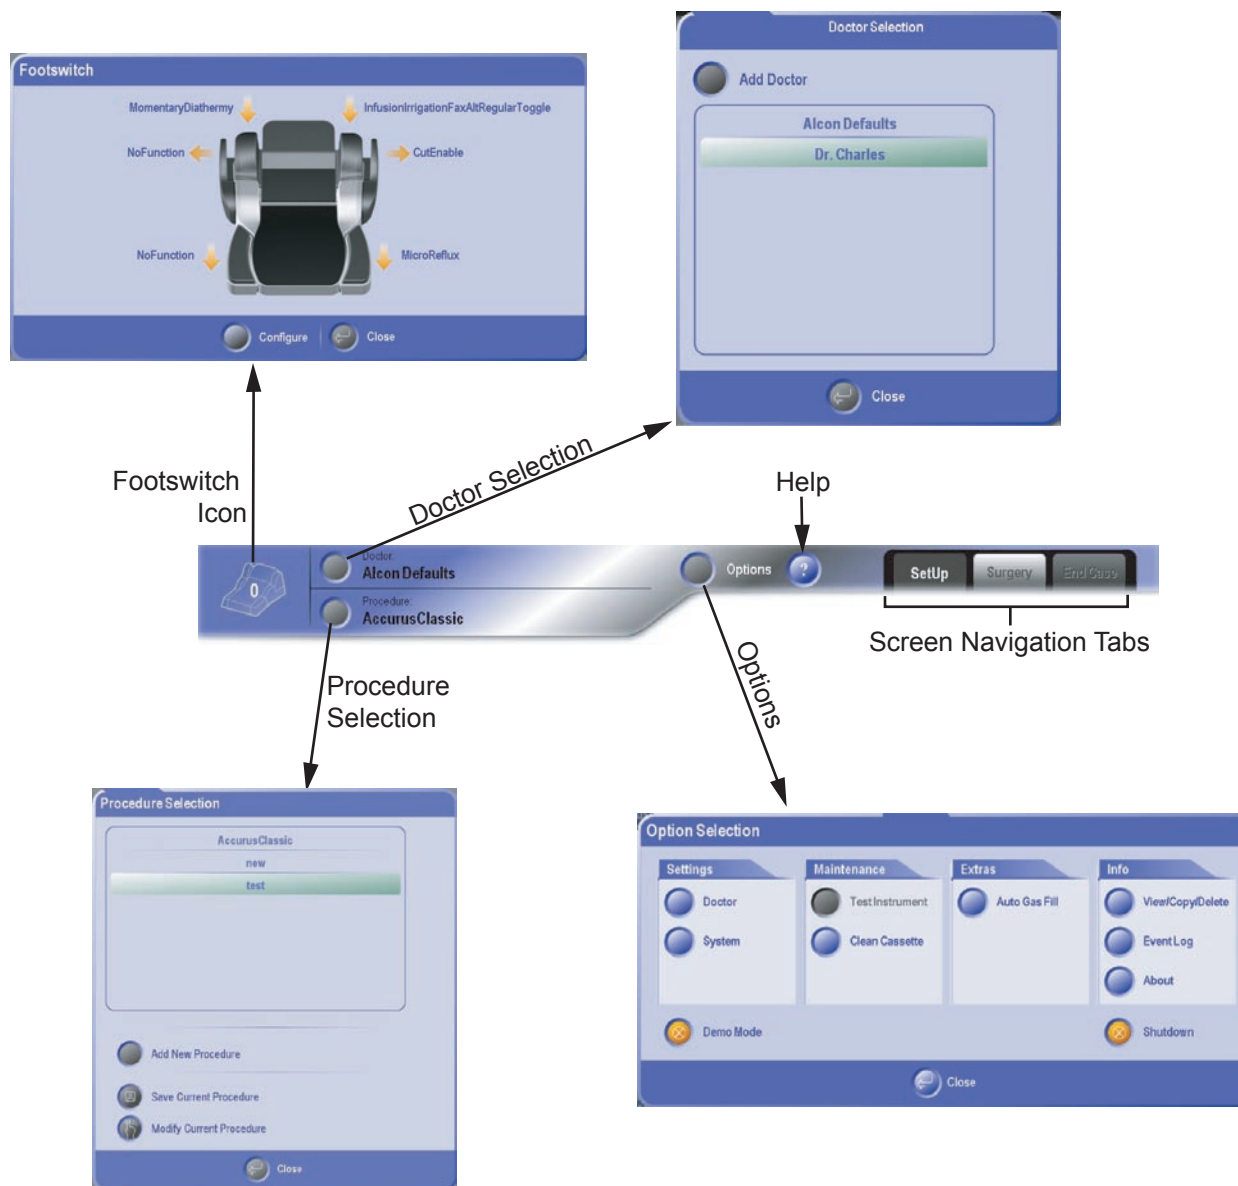 Doctor Selection
Add Doctor
Alcon Defaults
Dr. Charles
Close
Footswitch
MomentaryDiathermy
InfusionIrrigationFaxAltRegularToggle
NoFunction
CutEnable
NoFunction
MicroReflux
Configure
Close
Footswitch
Icon
Doctor Selection
Help
0
Doctor:
Alcon Defaults
Procedure:
AccurusClassic
Options
?
SetUp
Surgery
End Case
Screen Navigation Tabs
Procedure
Selection
Options
Procedure Selection
AccurusClassic
new
test
Add New Procedure
Save Current Procedure
Modify Current Procedure
Close
Option Selection
Settings
Doctor
System
Maintenance
Test Instrument
Clean Cassette
Extras
Auto Gas Fill
Info
View/Copy/Delete
Event Log
About
Demo Mode
Shutdown
Close